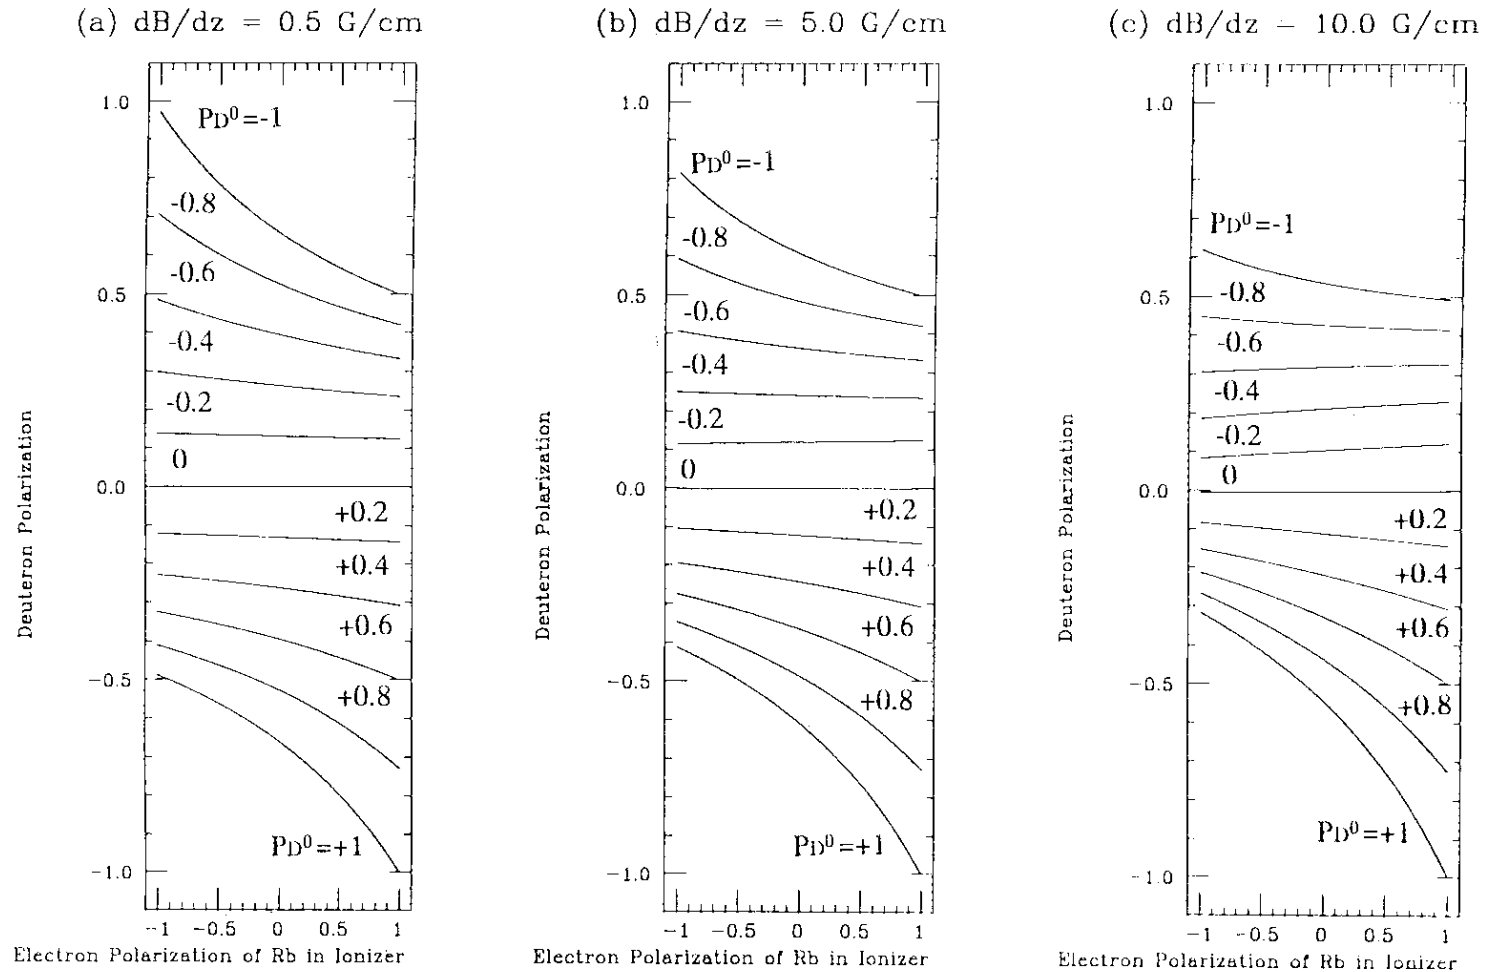 (a) dB/dz = 0.5 G/cm
1.0
0.5
0.0
-0.5
-1.0
Deuteron Polarization
PD⁰=-1
-0.8
-0.6
-0.4
-0.2
0
+0.2
+0.4
+0.6
+0.8
PD⁰=+1
-1 -0.5 0 0.5 1
Electron Polarization of Rb in Ionizer
(b) dB/dz = 5.0 G/cm
1.0
0.5
0.0
-0.5
-1.0
Deuteron Polarization
PD⁰=-1
-0.8
-0.6
-0.4
-0.2
0
+0.2
+0.4
+0.6
+0.8
PD⁰=+1
-1 -0.5 0 0.5 1
Electron Polarization of Rb in Ionizer
(c) dB/dz = 10.0 G/cm
1.0
0.5
0.0
-0.5
-1.0
Deuteron Polarization
PD⁰=-1
-0.8
-0.6
-0.4
-0.2
0
+0.2
+0.4
+0.6
+0.8
PD⁰=+1
-1 -0.5 0 0.5 1
Electron Polarization of Rb in Ionizer